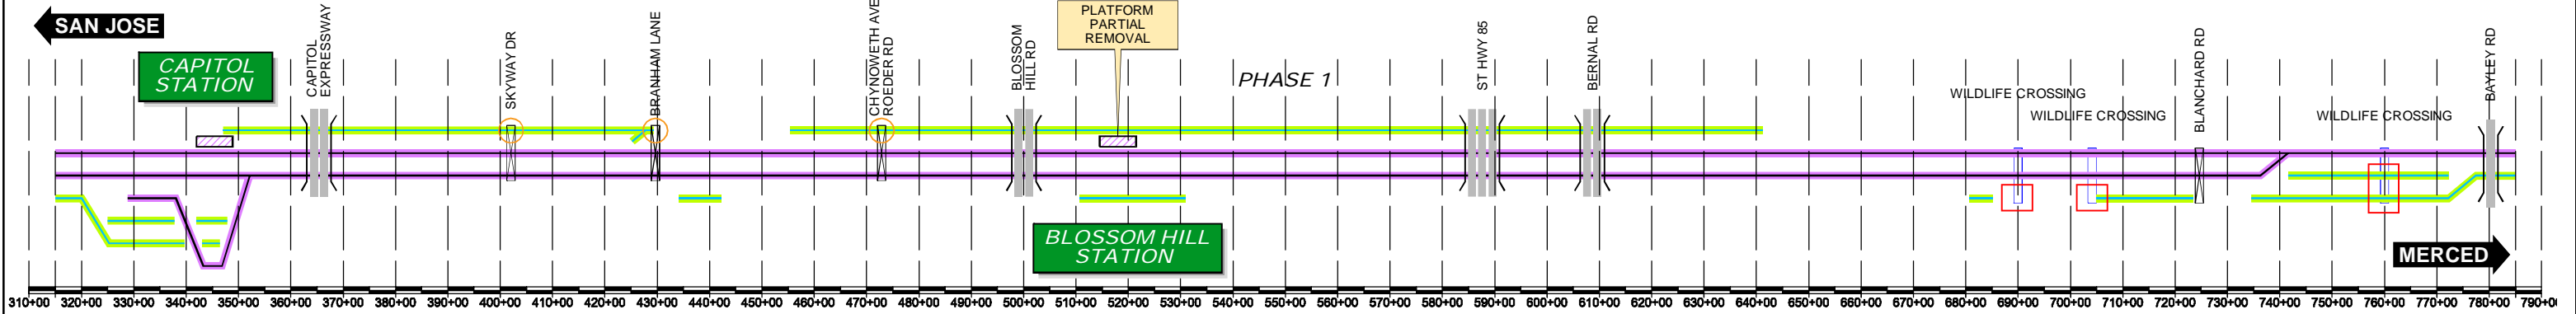 SAN JOSE
CAPITOL
STATION
CAPITOL
EXPRESSWAY
SKYWAY DR
BRANHAM LANE
CHYNOWETH AVE
ROEDER RD
BLOSSOM
HILL RD
PLATFORM
PARTIAL
REMOVAL
PHASE 1
ST HWY 85
BERNAL RD
WILDLIFE CROSSING
WILDLIFE CROSSING
BLANCHARD RD
WILDLIFE CROSSING
BAYLEY RD
BLOSSOM HILL
STATION
MERCED
310+00 320+00 330+00 340+00 350+00 360+00 370+00 380+00 390+00 400+00 410+00 420+00 430+00 440+00 450+00 460+00 470+00 480+00 490+00 500+00 510+00 520+00 530+00 540+00 550+00 560+00 570+00 580+00 590+00 600+00 610+00 620+00 630+00 640+00 650+00 660+00 670+00 680+00 690+00 700+00 710+00 720+00 730+00 740+00 750+00 760+00 770+00 780+00 790+0